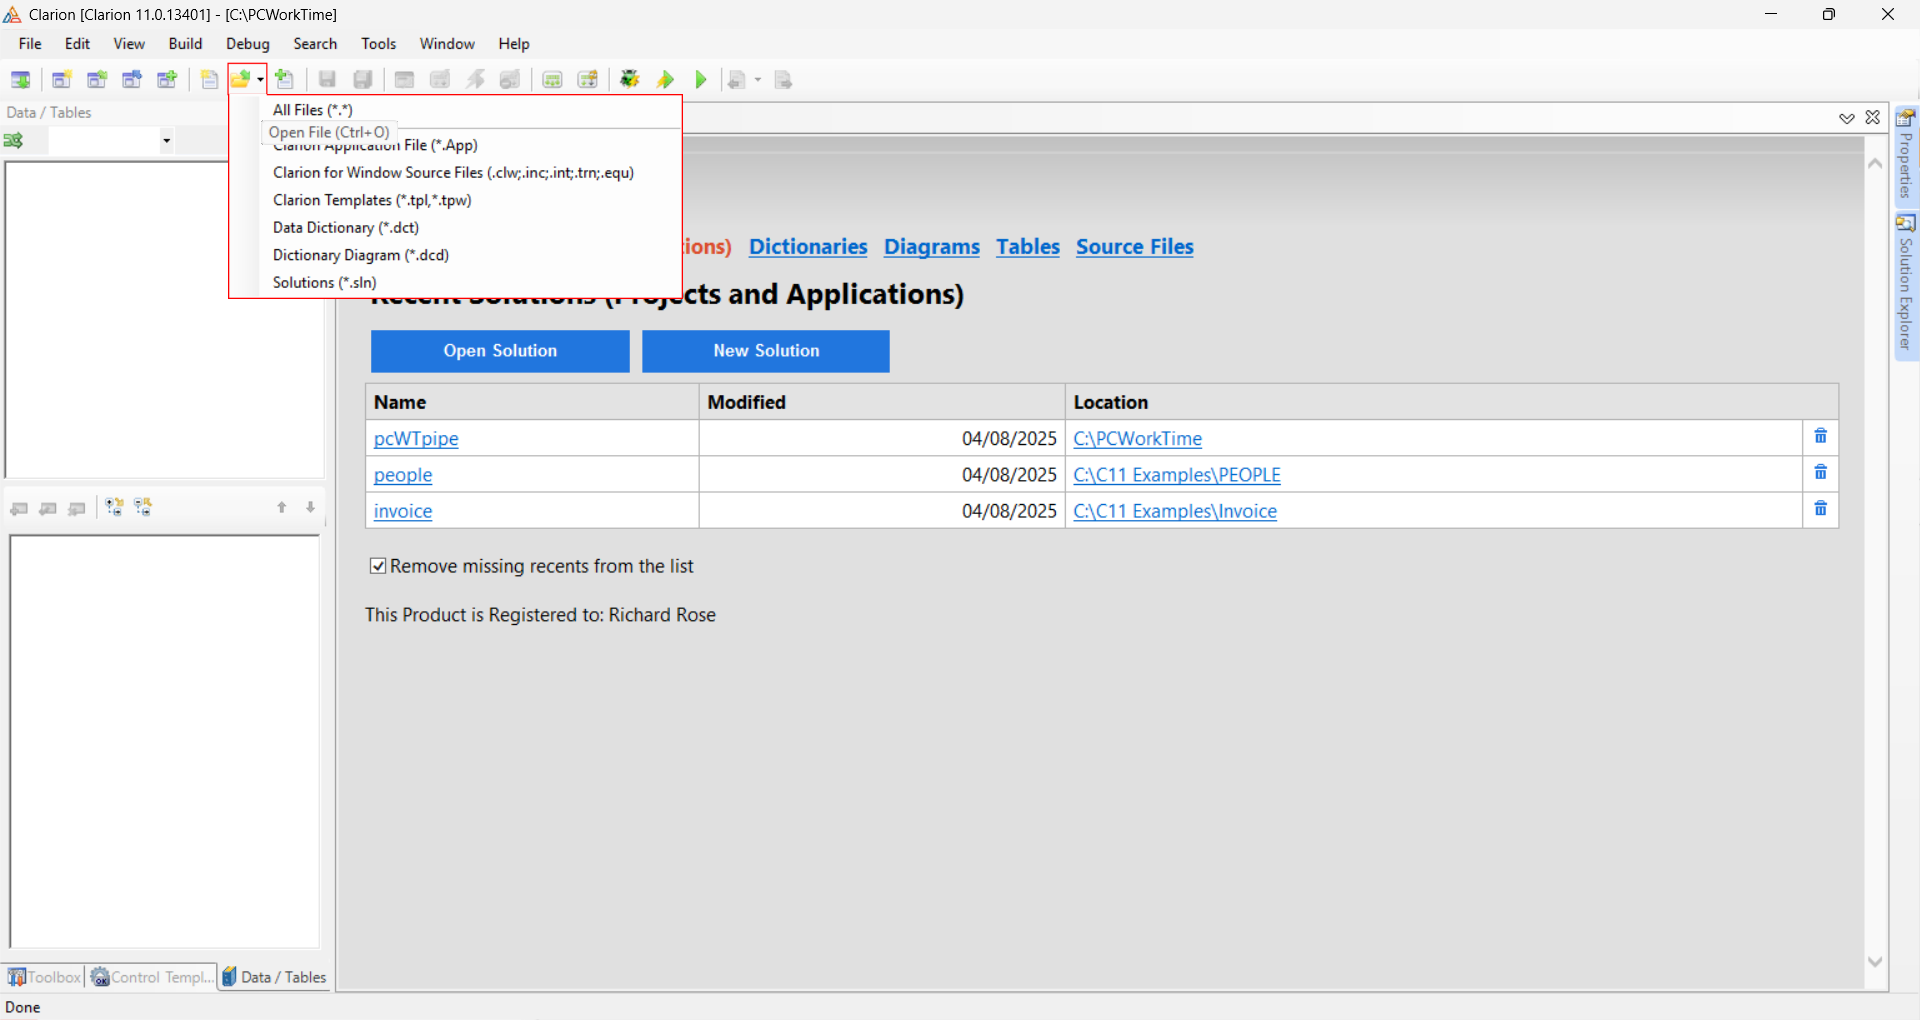 Clarion [Clarion 11.0.13401] - [C:\PCWorkTime]
File Edit View Build Debug Search Tools Window Help
Data / Tables
All Files (*.*)
Open File (Ctrl+O)
Clarion Application File (*.App)
Clarion for Window Source Files (.clw;.inc;.int;.trn;.equ)
Clarion Templates (*.tpl,*.tpw)
Data Dictionary (*.dct)
Dictionary Diagram (*.dcd)
Solutions (*.sln)
ions) Dictionaries Diagrams Tables Source Files
Recent Solutions (Projects and Applications)
Open Solution New Solution
Name Modified Location
pcWTpipe 04/08/2025 C:\PCWorkTime
people 04/08/2025 C:\C11 Examples\PEOPLE
invoice 04/08/2025 C:\C11 Examples\Invoice
Remove missing recents from the list
This Product is Registered to: Richard Rose
Properties
Solution Explorer
Toolbox Control Templ... Data / Tables
Done